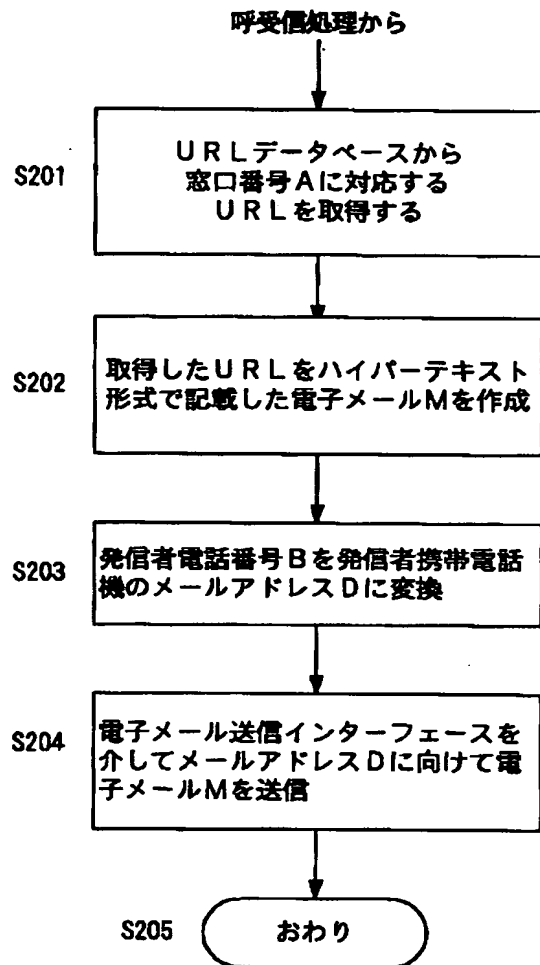 呼受信処理から
S201
URLデータベースから
窓口番号Aに対応する
URLを取得する
S202
取得したURLをハイパーテキスト
形式で記載した電子メールMを作成
S203
発信者電話番号Bを発信者携帯電話
機のメールアドレスDに変換
S204
電子メール送信インターフェースを
介してメールアドレスDに向けて電
子メールMを送信
S205
おわり